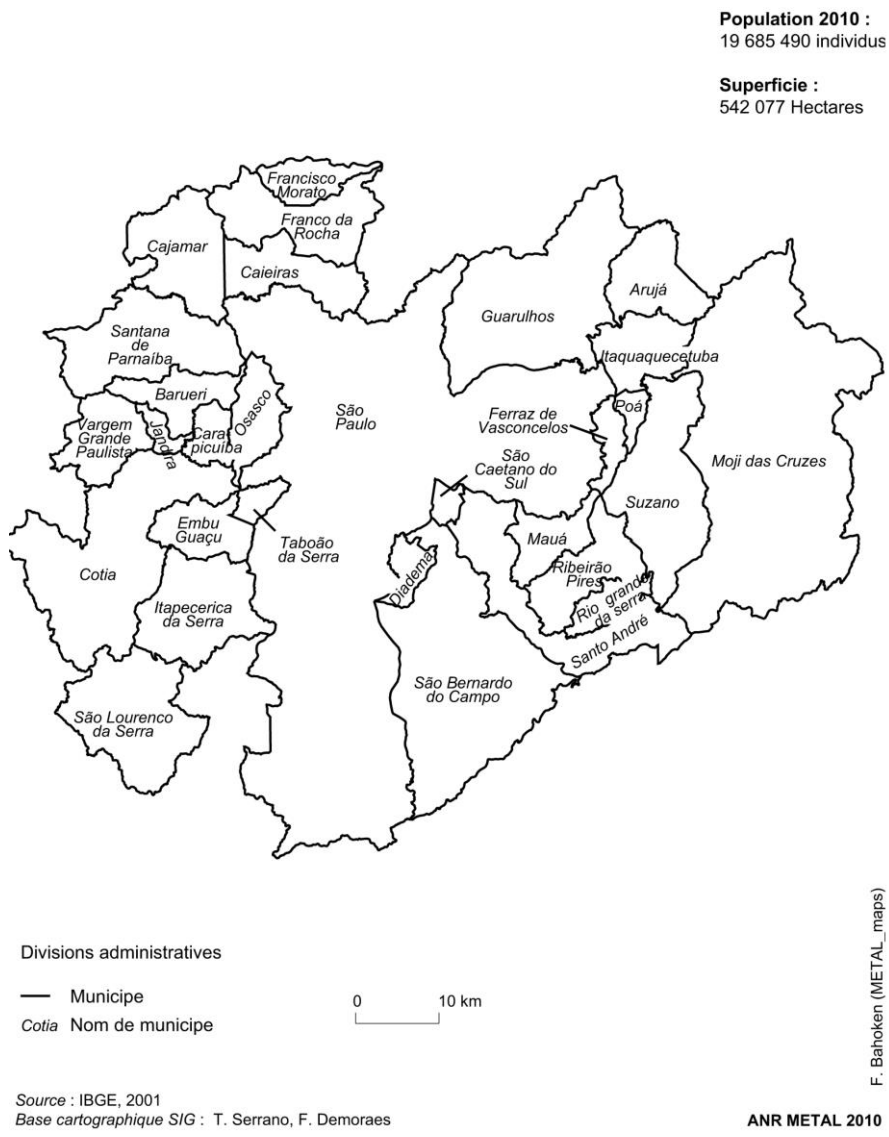 Population 2010 :
19 685 490 individus
Superficie :
542 077 Hectares
Francisco
Morato
Franco da
Rocha
Cajamar
Caieiras
Arujá
Guarulhos
Santana
de
Parnaíba
Itaquaquecetuba
Barueri
Osasco
São
Paulo
Poá
Ferraz de
Vasconcelos
Vargem
Grande
Paulista
Jandira
Cara-
picuíba
São
Caetano do
Sul
Moji das Cruzes
Suzano
Embu
Guaçu
Taboão
da Serra
Mauá
Cotia
Diadema
Ribeirão
Pires
Rio grande
da serra
Itapecerica
da Serra
Santo André
São Bernardo
do Campo
São Lourenco
da Serra
Divisions administratives
Municipe
Cotia Nom de municipe
0 10 km
F. Bahoken (METAL_maps)
Source : IBGE, 2001
Base cartographique SIG : T. Serrano, F. Demoraes
ANR METAL 2010